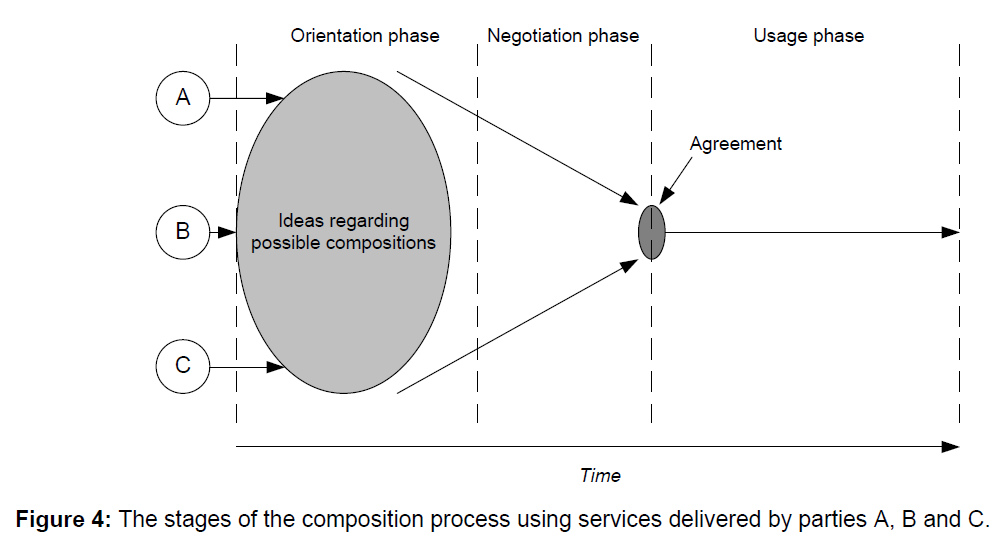 Orientation phase
Negotiation phase
Usage phase
A
Agreement
B
Ideas regarding
possible compositions
C
Time
Figure 4: The stages of the composition process using services delivered by parties A, B and C.